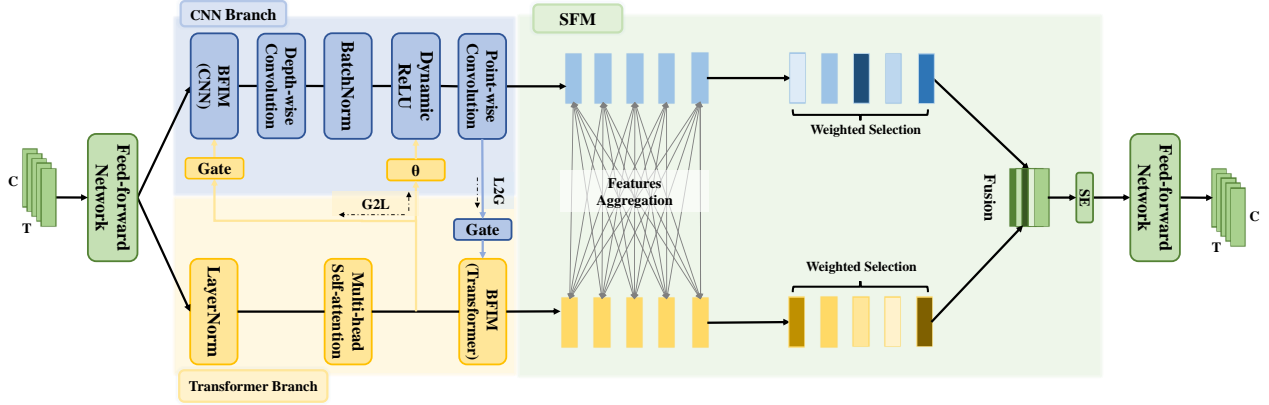 CNN Branch
SFM
BFIM
(CNN)
Depth-wise
Convolution
BatchNorm
Dynamic
ReLU
Point-wise
Convolution
Weighted Selection
Gate
θ
L2G
G2L
Gate
Features
Aggregation
C
T
Feed-forward
Network
Fusion
SE
Feed-forward
Network
C
T
LayerNorm
Multi-head
Self-attention
BFIM
(Transformer)
Weighted Selection
Transformer Branch